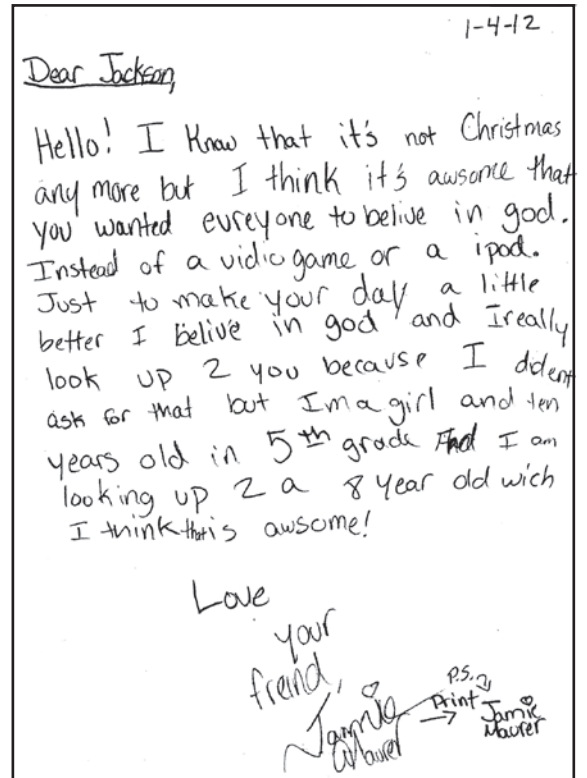 1-4-12
Dear Jackson,
Hello! I Know that it's not Christmas
any more but I think it's awsome that
you wanted eureyone to belive in god.
Instead of a vidio game or a ipod.
Just to make your day a little
better I belive in god and I really
look up 2 you because I dident
ask for that but Im a girl and ten
years old in 5th grade And I am
looking up 2 a 8 year old wich
I think that is awsome!
Love
your
freind,
Jamie
Maurer
P.S.
Print → Jamie
Maurer